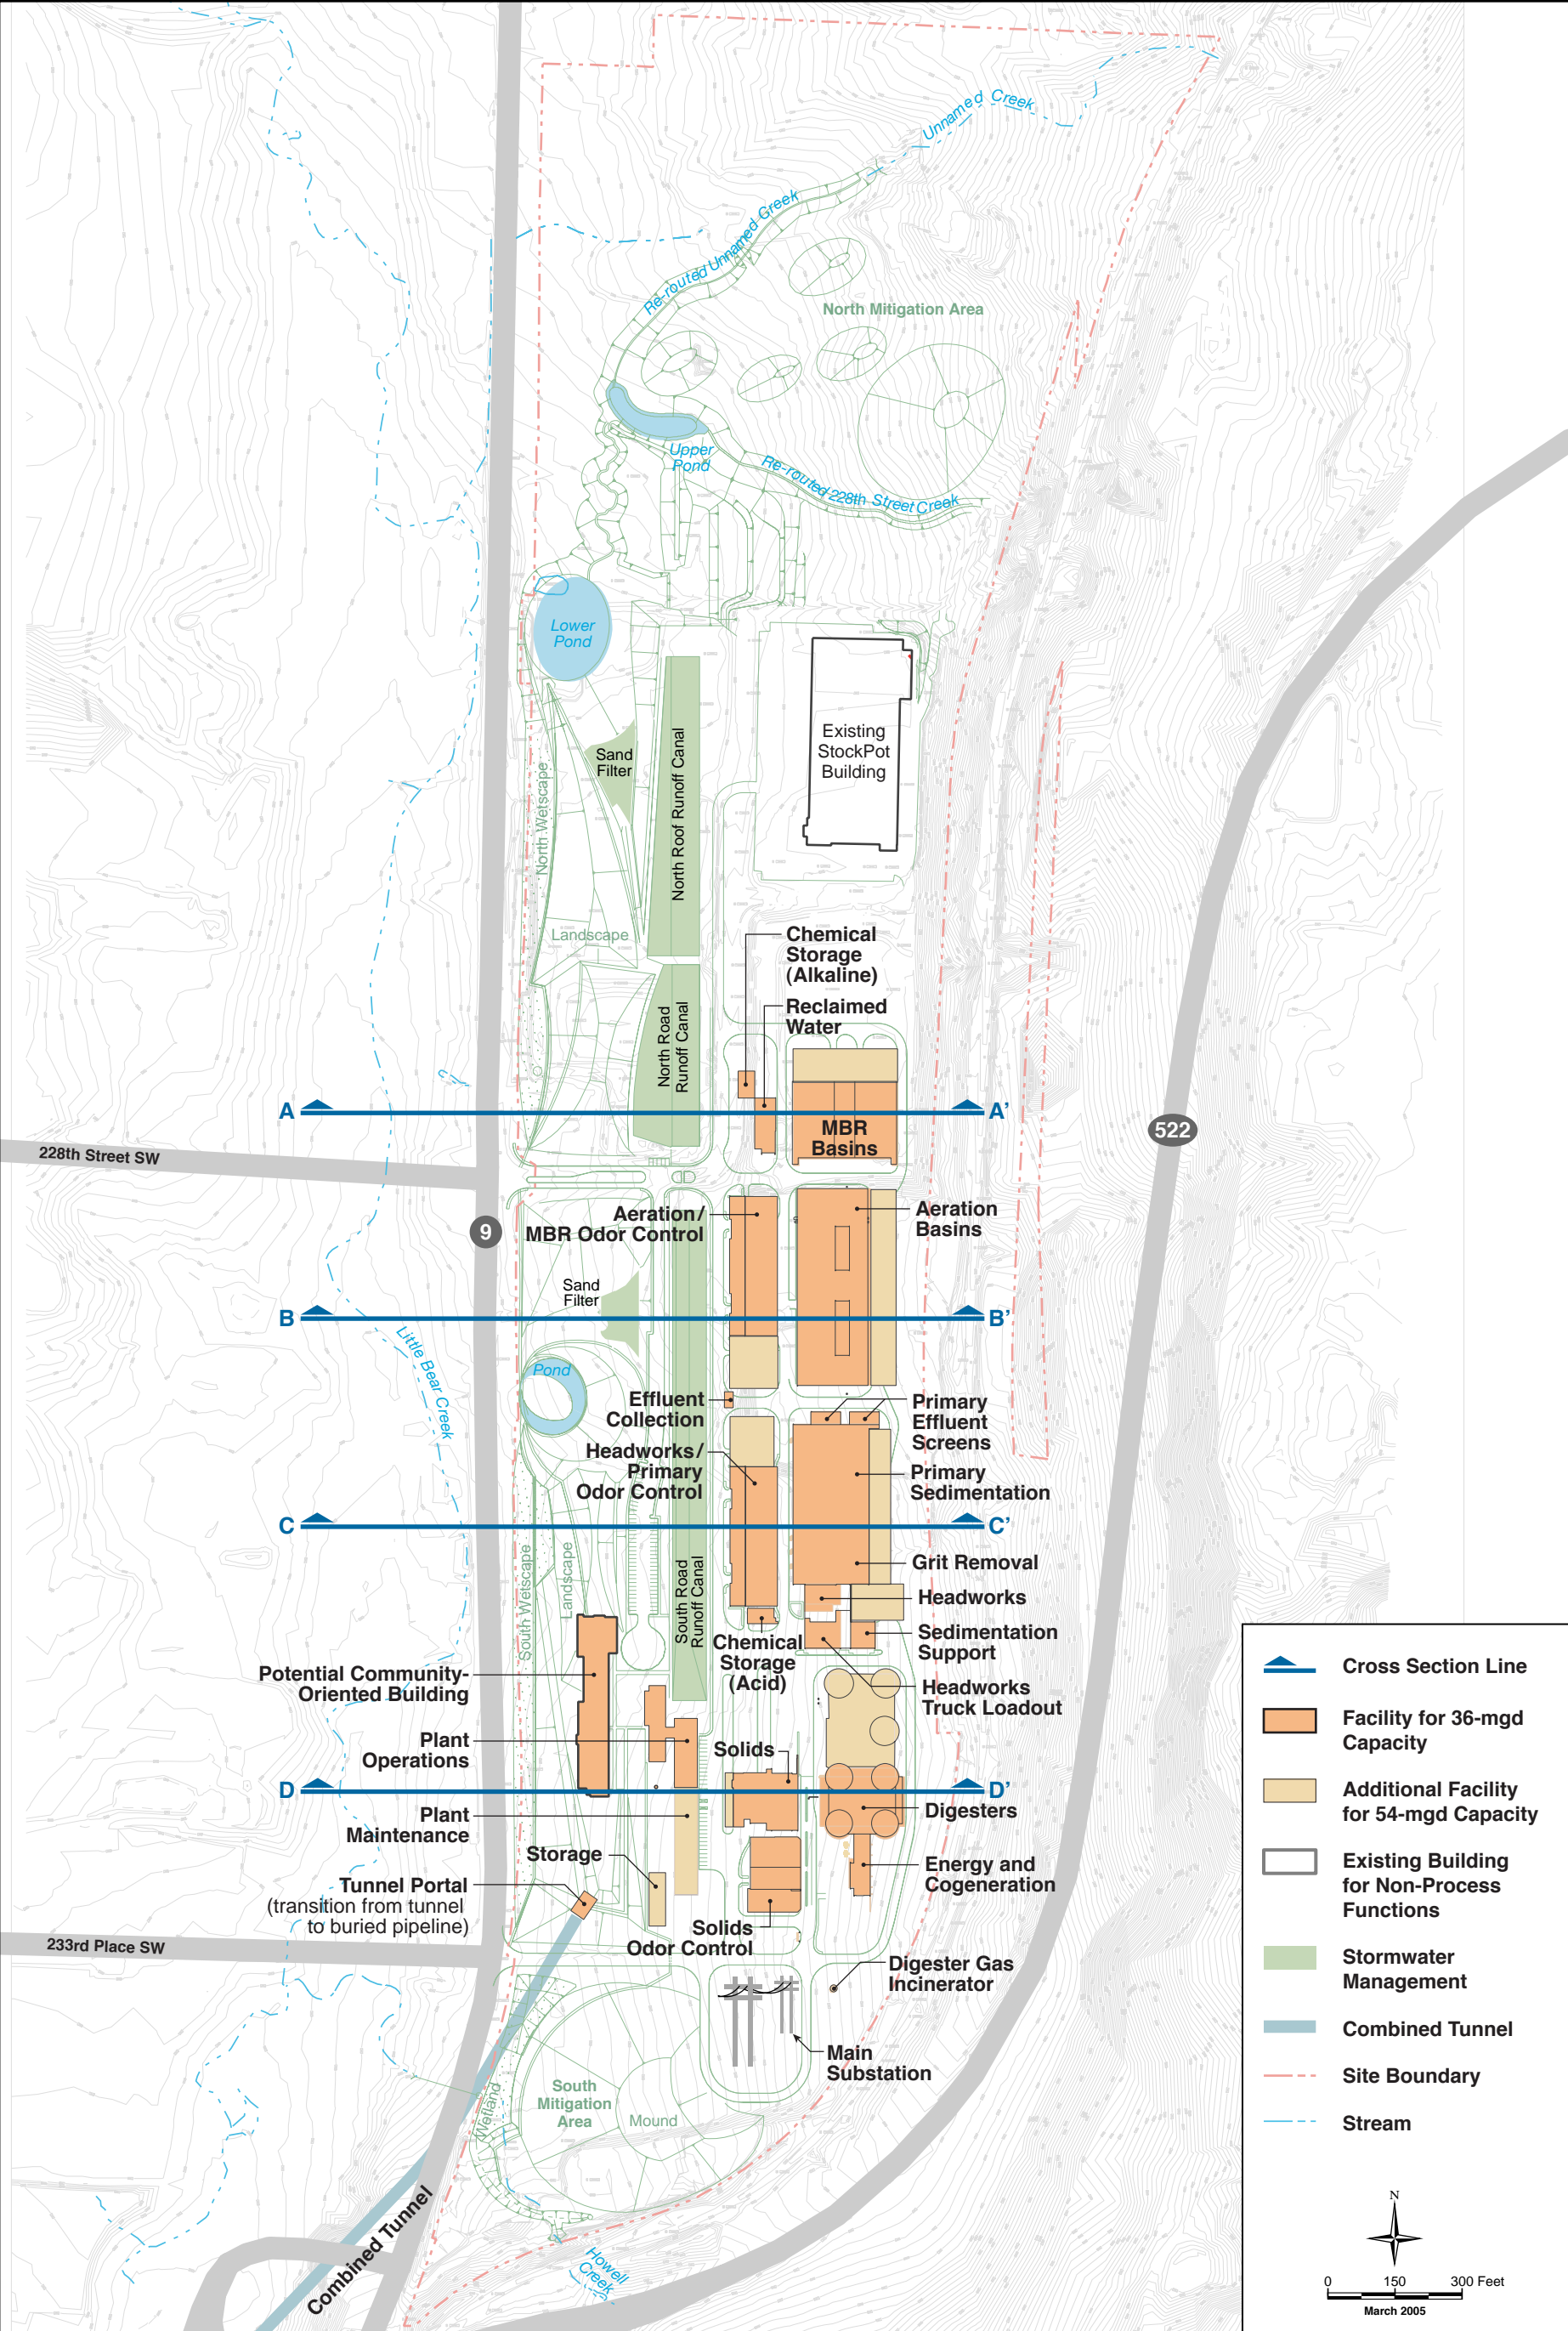 Unnamed Creek
Re-routed Unnamed Creek
North Mitigation Area
Upper
Pond
Re-routed 228th Street Creek
Lower
Pond
Existing
StockPot
Building
Sand
Filter
North Roof Runoff Canal
North Wetscape
Landscape
Chemical
Storage
(Alkaline)
Reclaimed
Water
North Road
Runoff Canal
A
A’
MBR
Basins
522
228th Street SW
9
Aeration/
MBR Odor Control
Aeration
Basins
Sand
Filter
B
B’
Little Bear Creek
Pond
Effluent
Collection
Primary
Effluent
Screens
Headworks/
Primary
Odor Control
Primary
Sedimentation
C
C’
South Wetscape
Landscape
South Road
Runoff Canal
Grit Removal
Headworks
Chemical
Storage
(Acid)
Sedimentation
Support
Potential Community-
Oriented Building
Headworks
Truck Loadout
Plant
Operations
Solids
D
D’
Plant
Maintenance
Digesters
Storage
Energy and
Cogeneration
Tunnel Portal
(transition from tunnel
to buried pipeline)
Solids
Odor Control
233rd Place SW
Digester Gas
Incinerator
Main
Substation
South
Mitigation
Area
Mound
Wetland
Combined Tunnel
Howell
Creek
Cross Section Line
Facility for 36-mgd
Capacity
Additional Facility
for 54-mgd Capacity
Existing Building
for Non-Process
Functions
Stormwater
Management
Combined Tunnel
Site Boundary
Stream
N
0 150 300 Feet
March 2005